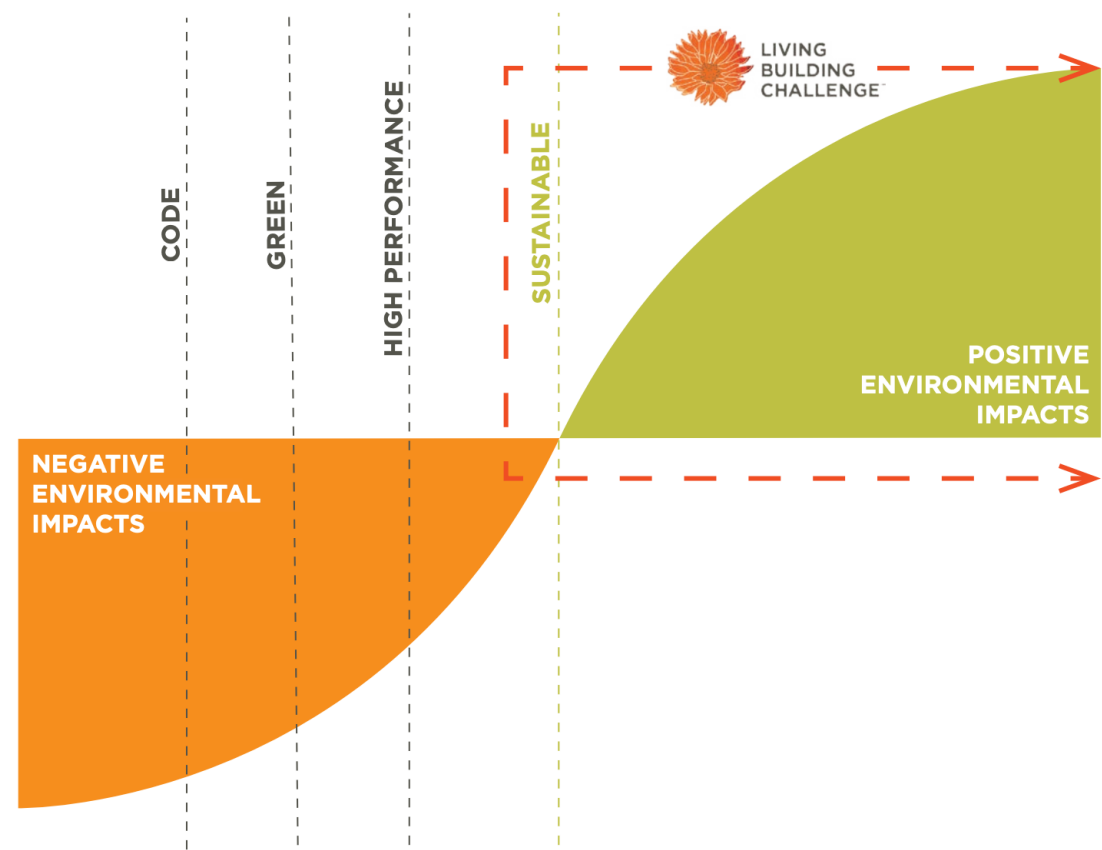 LIVING
BUILDING
CHALLENGE™
CODE
GREEN
HIGH PERFORMANCE
SUSTAINABLE
POSITIVE
ENVIRONMENTAL
IMPACTS
NEGATIVE
ENVIRONMENTAL
IMPACTS